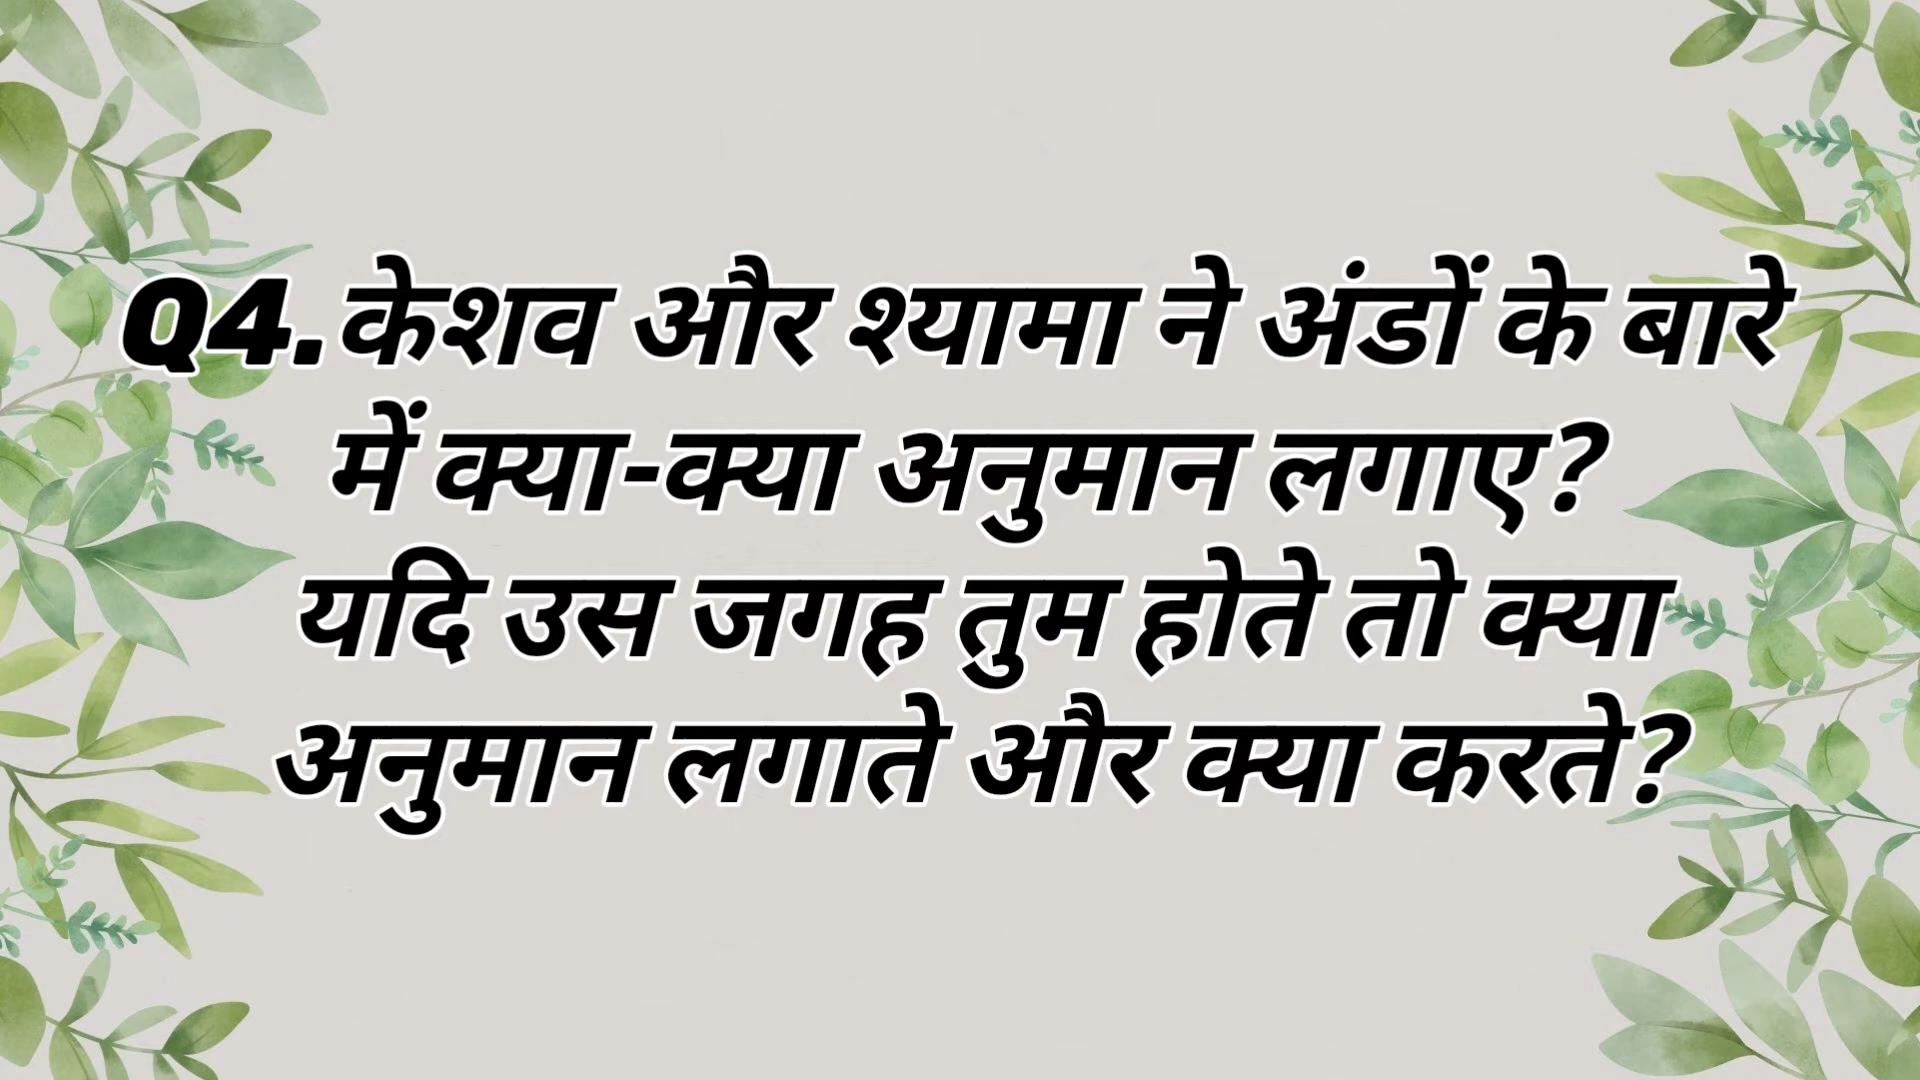 Q4.केशव और श्यामा ने अंडों के बारे
में क्या-क्या अनुमान लगाए?
यदि उस जगह तुम होते तो क्या
अनुमान लगाते और क्या करते?